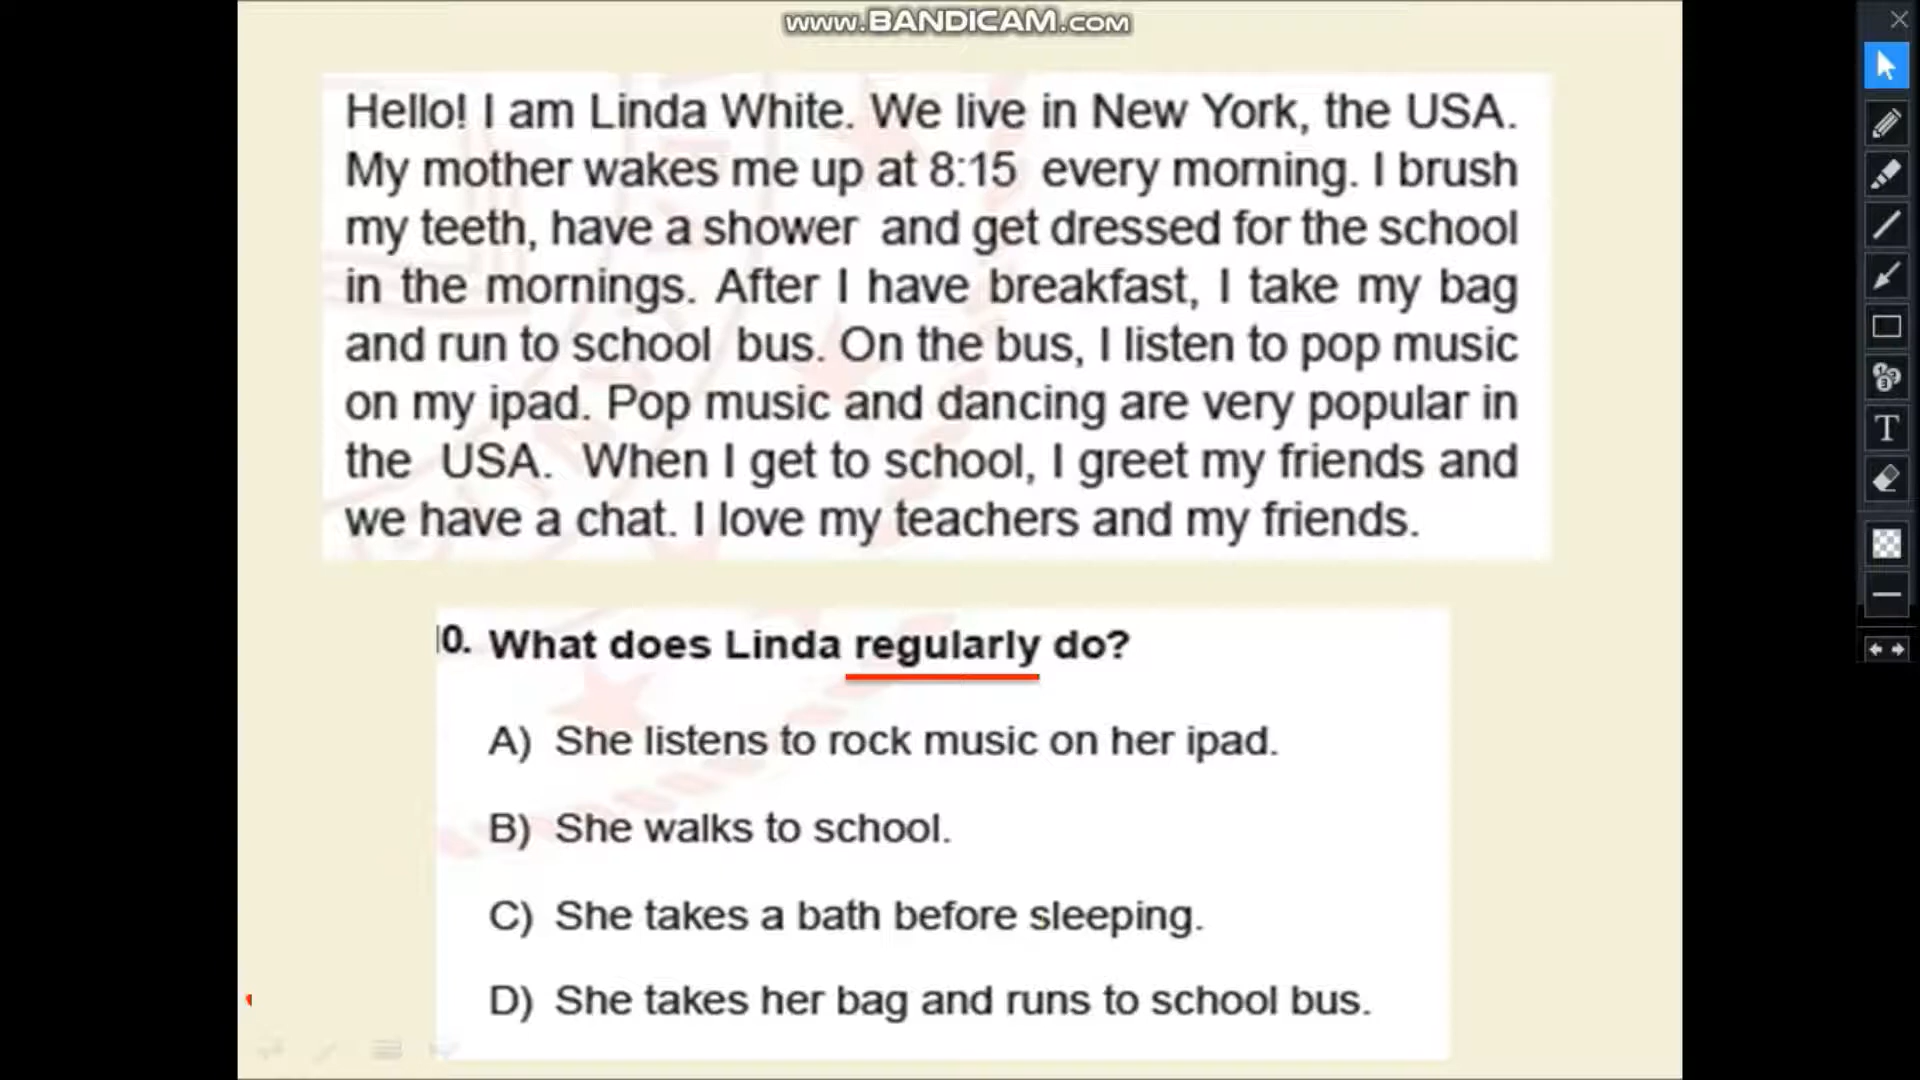 www.BANDICAM.com
Hello! I am Linda White. We live in New York, the USA.
My mother wakes me up at 8:15 every morning. I brush
my teeth, have a shower and get dressed for the school
in the mornings. After I have breakfast, I take my bag
and run to school bus. On the bus, I listen to pop music
on my ipad. Pop music and dancing are very popular in
the USA. When I get to school, I greet my friends and
we have a chat. I love my teachers and my friends.
0. What does Linda regularly do?
A) She listens to rock music on her ipad.
B) She walks to school.
C) She takes a bath before sleeping.
D) She takes her bag and runs to school bus.